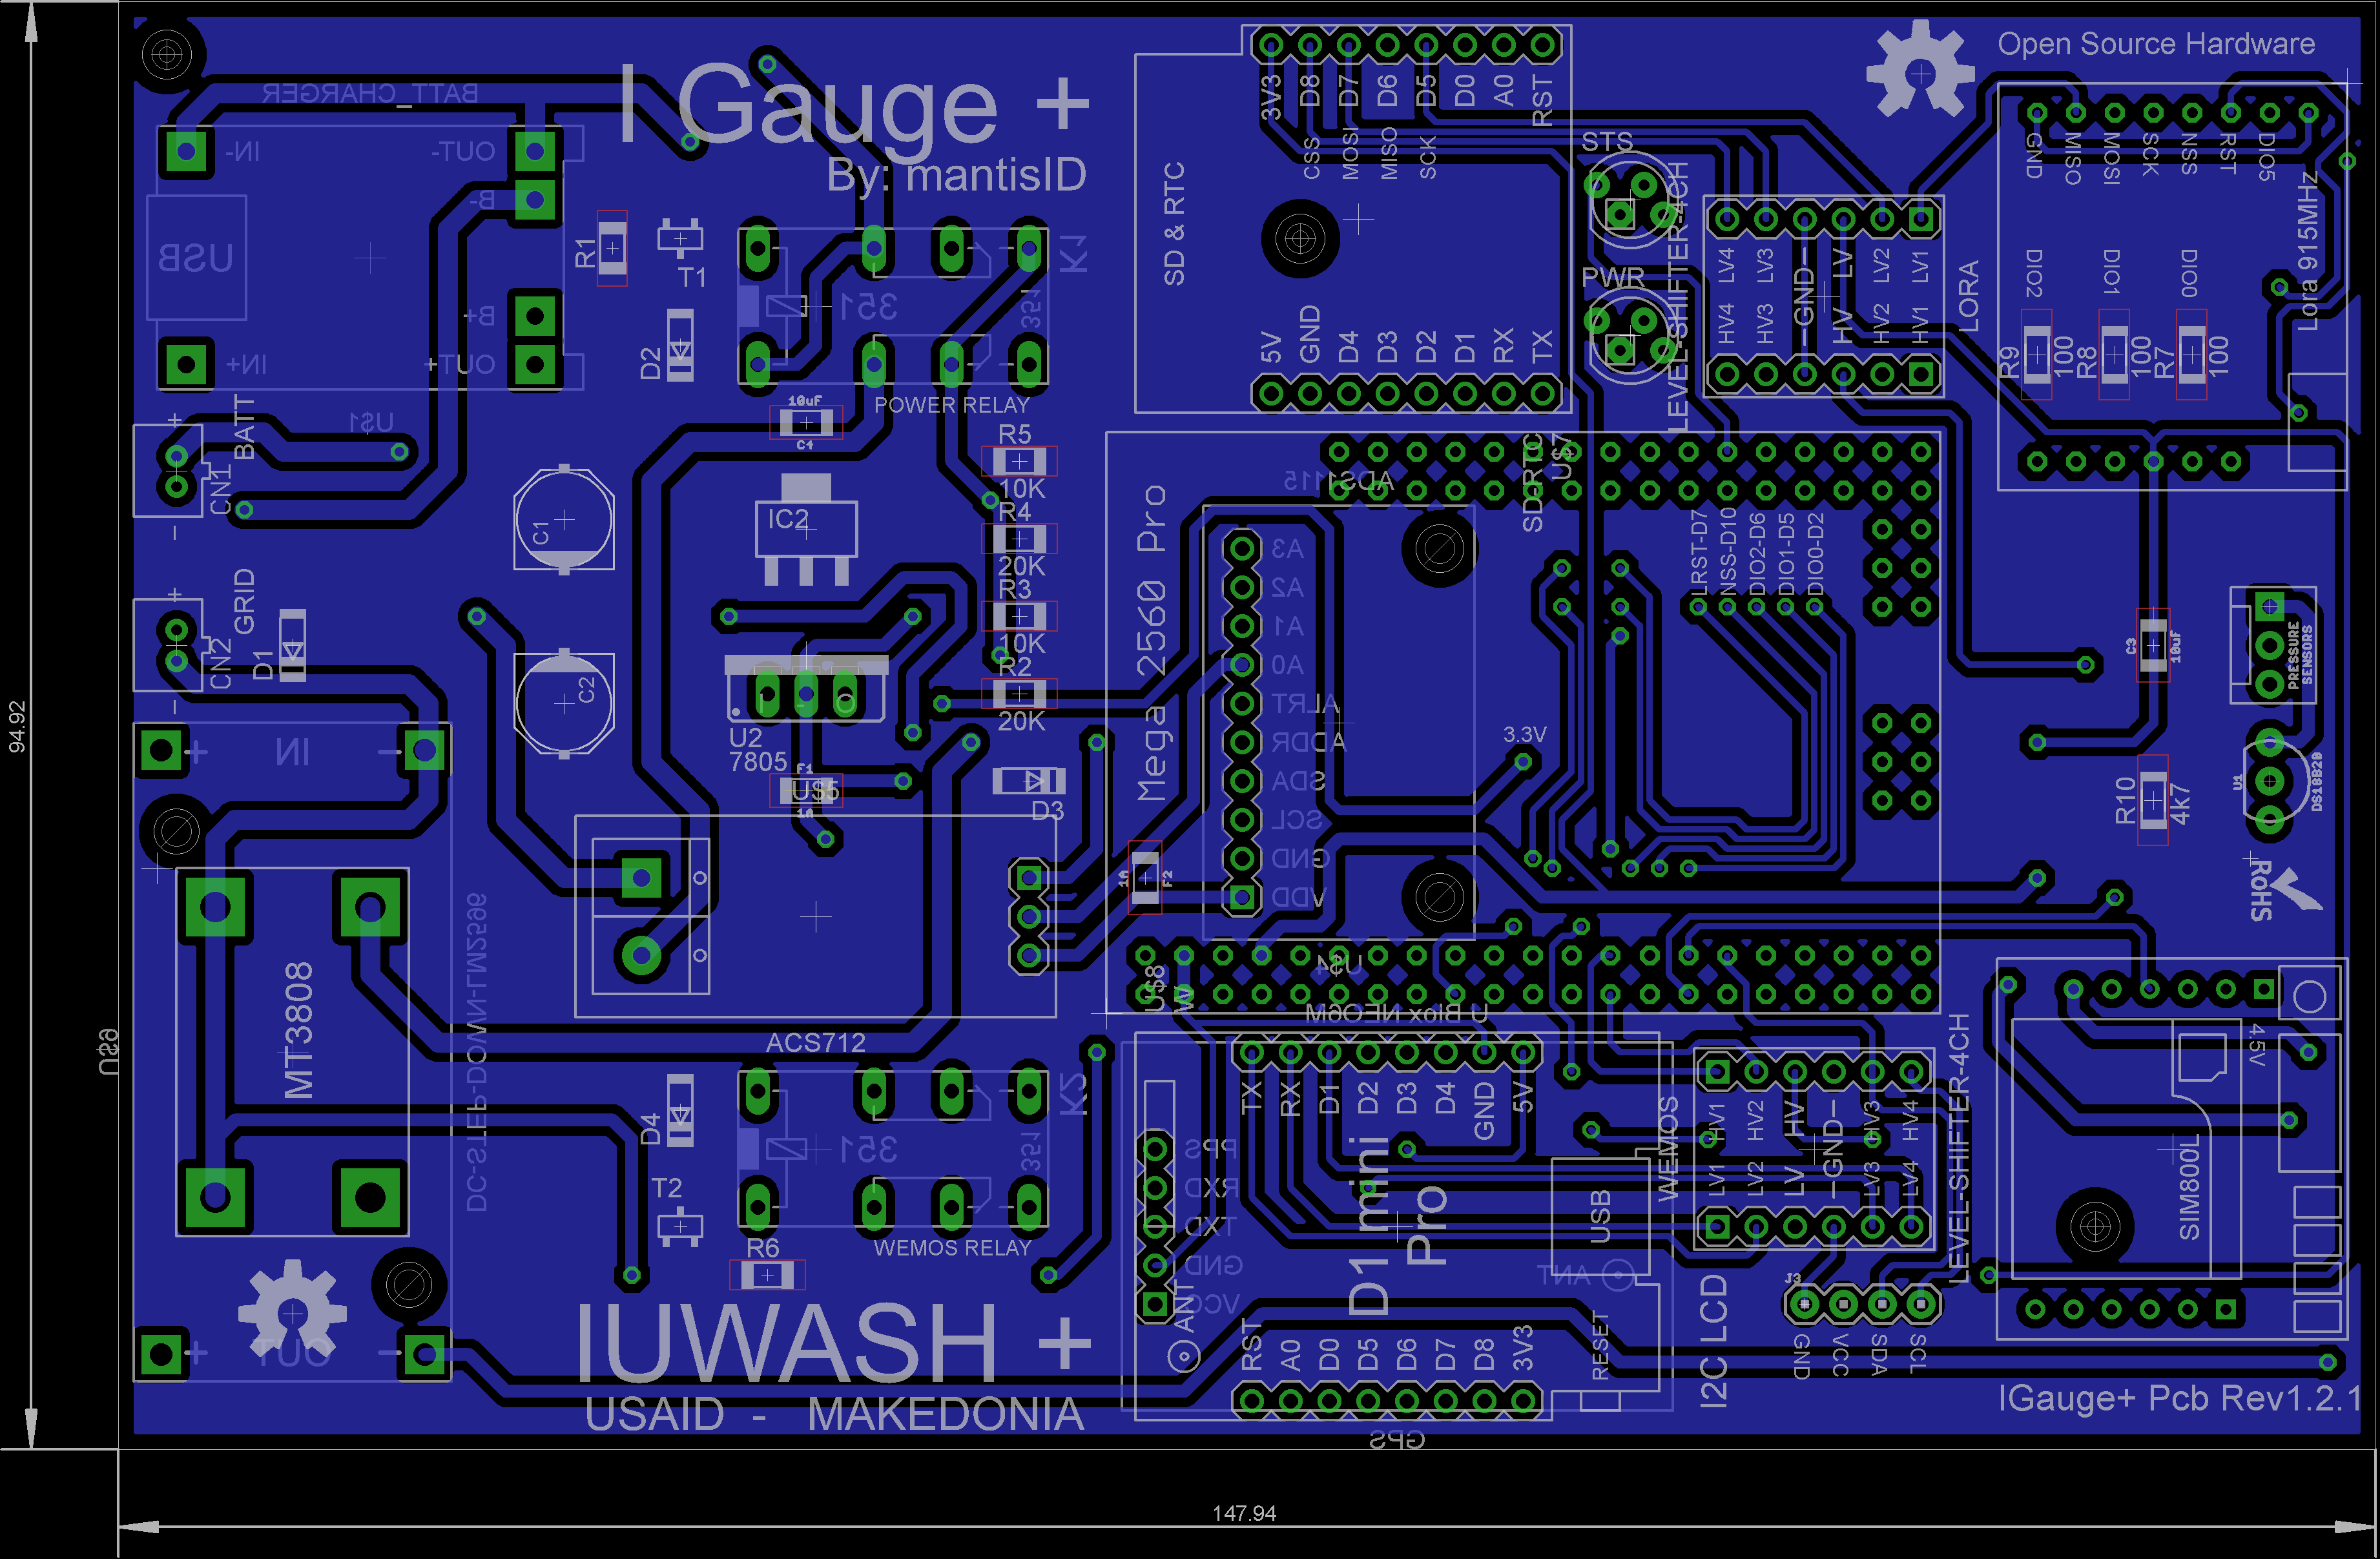 Open Source Hardware
I Gauge +
By: mantisID
BATT_CHARGER
IN-
OUT-
B-
USB
B+
IN+
OUT+
U$1
R1
T1
D2
K1
351
351
POWER RELAY
10uF
C4
3V3
D8
D7
D6
D5
D0
A0
RST
CSS
MOSI
MISO
SCK
SD & RTC
5V
GND
D4
D3
D2
D1
RX
TX
STS
PWR
LEVEL-SHIFTER-4CH
LV4
LV3
GND
LV
LV2
LV1
HV4
HV3
HV
HV2
HV1
LORA
GND
MISO
MOSI
SCK
NSS
RST
DIO5
Lora 915MHZ
DIO2
DIO1
DIO0
R9
100
R8
100
R7
100
+
BATT
CN1
-
+
GRID
CN2
-
D1
C1
C2
IC2
R5
10K
R4
20K
R3
10K
R2
20K
U2
7805
F1
U$5
1A
D3
Mega 2560 Pro
ADS1115
SD-RTC
U$7
A3
A2
A1
A0
ALRT
ADDR
SDA
SCL
GND
VDD
3.3V
LRST-D7
NSS-D10
DIO2-D6
DIO1-D5
DIO0-D2
C3
10uF
PRESSURE
SENSORS
U1
DS18B20
R10
4k7
RoHS
1A
F2
+ IN -
MT3808
DC-STEP-DOWN-LM2596
U$9
+ OUT -
ACS712
D4
T2
R6
K2
351
351
WEMOS RELAY
U$8
U$4
U Blox NEO6M
TX
RX
D1
D2
D3
D4
GND
5V
PPS
RXD
TXD
GND
VCC
ANT
D1 mini
Pro
USB
WEMOS
ANT
RESET
RST
A0
D0
D5
D6
D7
D8
3V3
GPS
HV1
HV2
HV
GND
HV3
HV4
LV1
LV2
LV
LV3
LV4
LEVEL-SHIFTER-4CH
J3
GND
VCC
SDA
SCL
I2C LCD
4.5V
SIM800L
IUWASH +
USAID - MAKEDONIA
IGauge+ Pcb Rev1.2.1
94.92
147.94